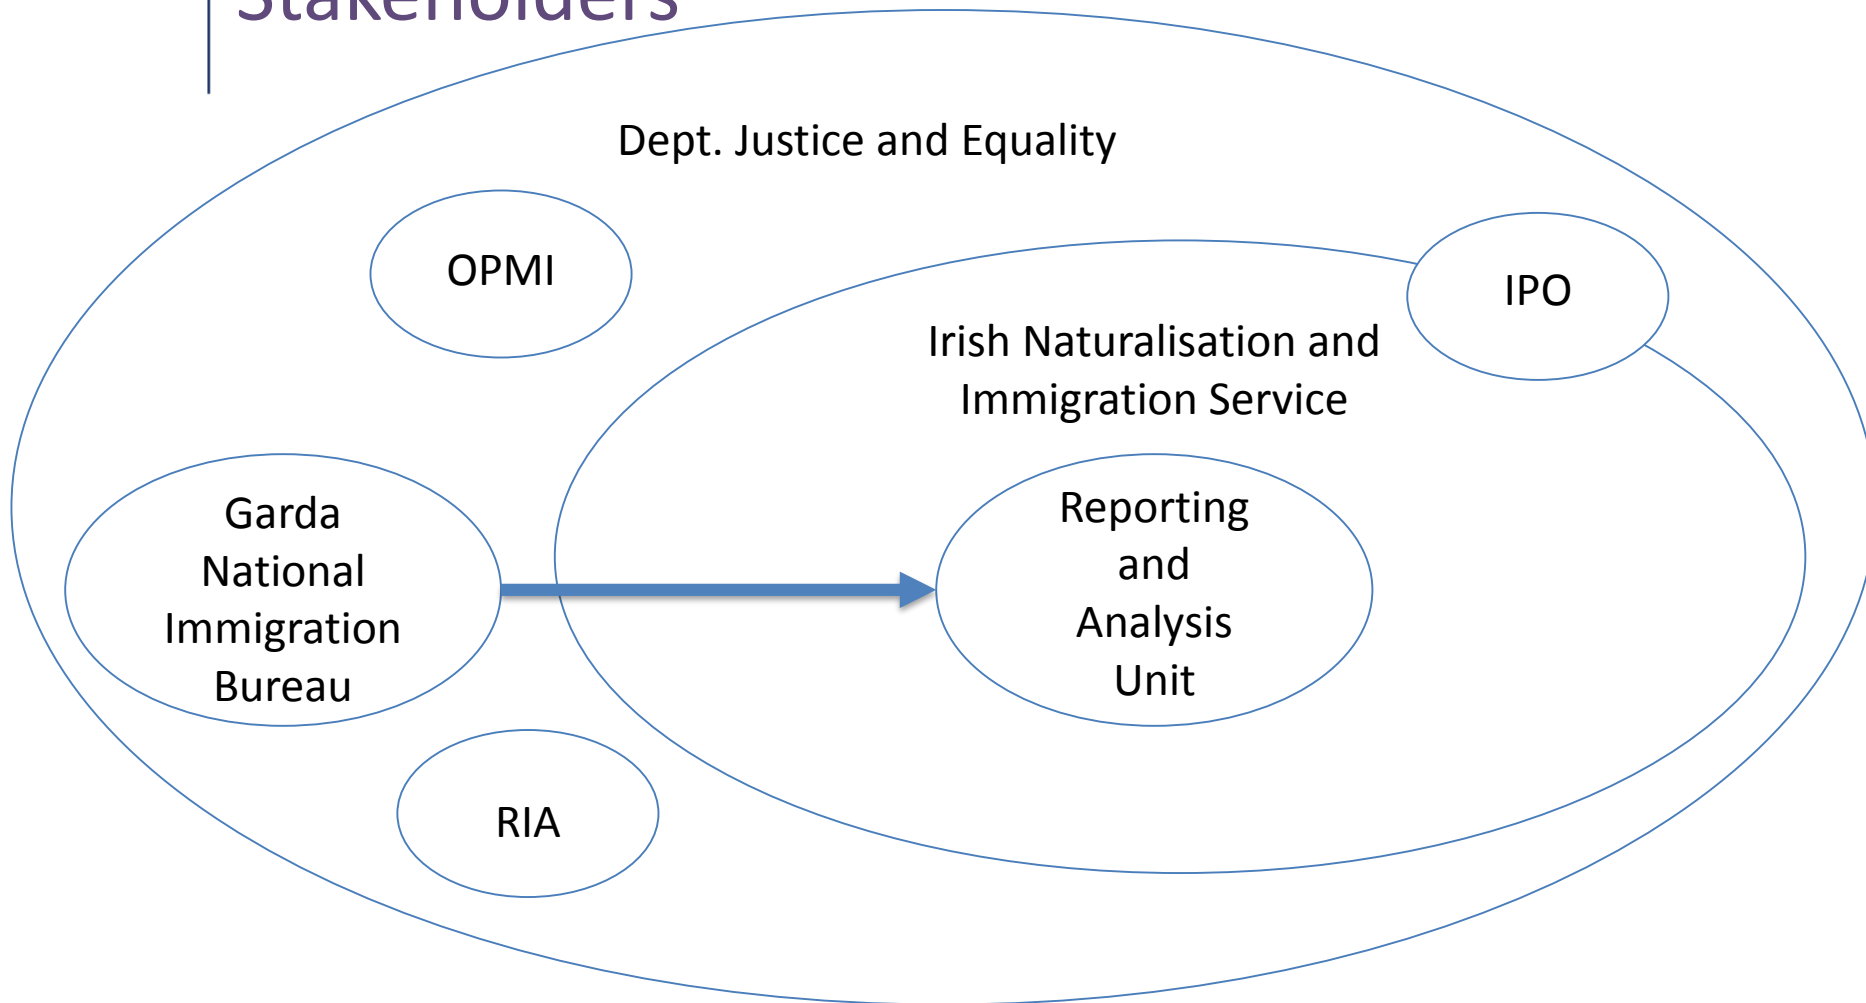 Stakeholders
Dept. Justice and Equality
OPMI
IPO
Irish Naturalisation and
Immigration Service
Garda
National
Immigration
Bureau
Reporting
and
Analysis
Unit
RIA